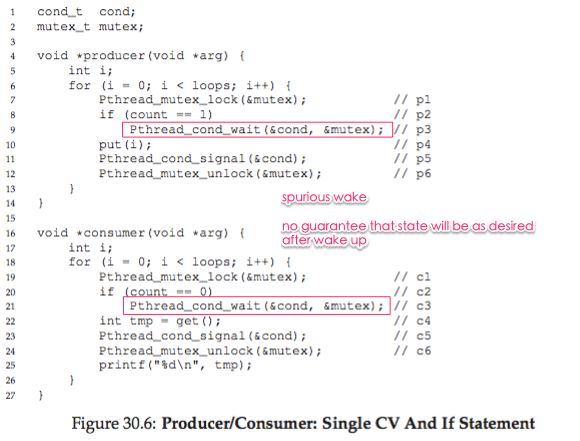 1 cond_t cond;
2 mutex_t mutex;
3
4 void *producer(void *arg) {
5 int i;
6 for (i = 0; i < loops; i++) {
7 Pthread_mutex_lock(&mutex); // p1
8 if (count == 1) // p2
9 Pthread_cond_wait(&cond, &mutex); // p3
10 put(i); // p4
11 Pthread_cond_signal(&cond); // p5
12 Pthread_mutex_unlock(&mutex); // p6
13 }
14 }
spurious wake
15
no guarantee that state will be as desired
after wake up
16 void *consumer(void *arg) {
17 int i;
18 for (i = 0; i < loops; i++) {
19 Pthread_mutex_lock(&mutex); // c1
20 if (count == 0) // c2
21 Pthread_cond_wait(&cond, &mutex); // c3
22 int tmp = get(); // c4
23 Pthread_cond_signal(&cond); // c5
24 Pthread_mutex_unlock(&mutex); // c6
25 printf("%d\n", tmp);
26 }
27 }
Figure 30.6: Producer/Consumer: Single CV And If Statement